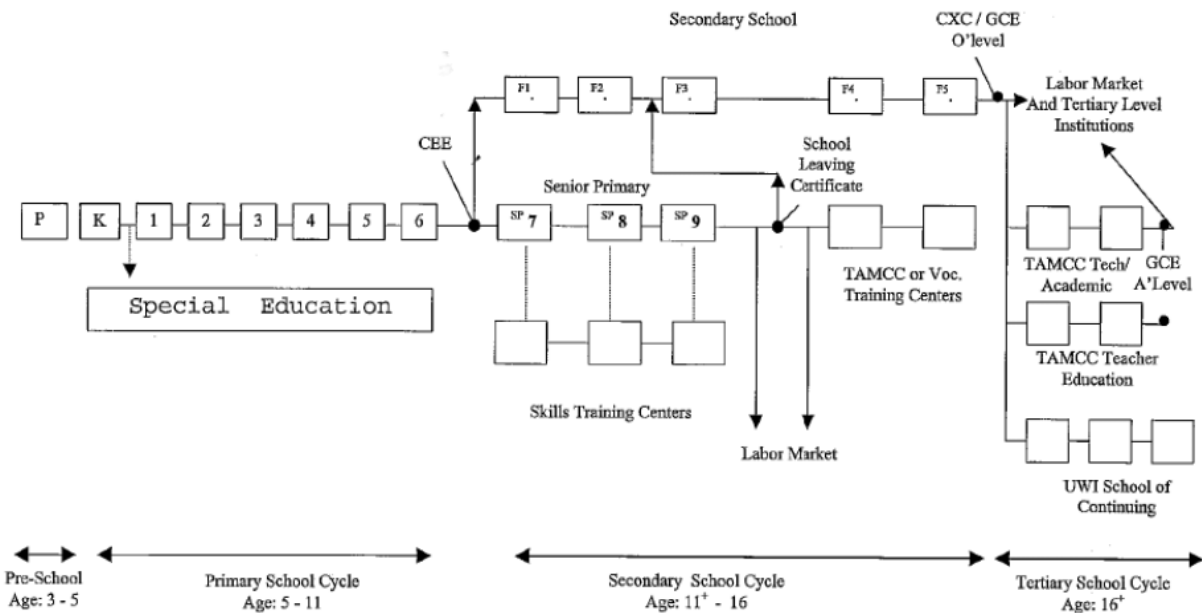 Secondary School
CXC / GCE
O'level
F1
F2
F3
F4
F5
Labor Market
And Tertiary Level
Institutions
CEE
School
Leaving
Certificate
Senior Primary
P
K
1
2
3
4
5
6
SP 7
SP 8
SP 9
TAMCC or Voc.
Training Centers
TAMCC Tech/
Academic
GCE
A'Level
Special Education
TAMCC Teacher
Education
Skills Training Centers
Labor Market
UWI School of
Continuing
Pre-School
Age: 3 - 5
Primary School Cycle
Age: 5 - 11
Secondary School Cycle
Age: 11+ - 16
Tertiary School Cycle
Age: 16+